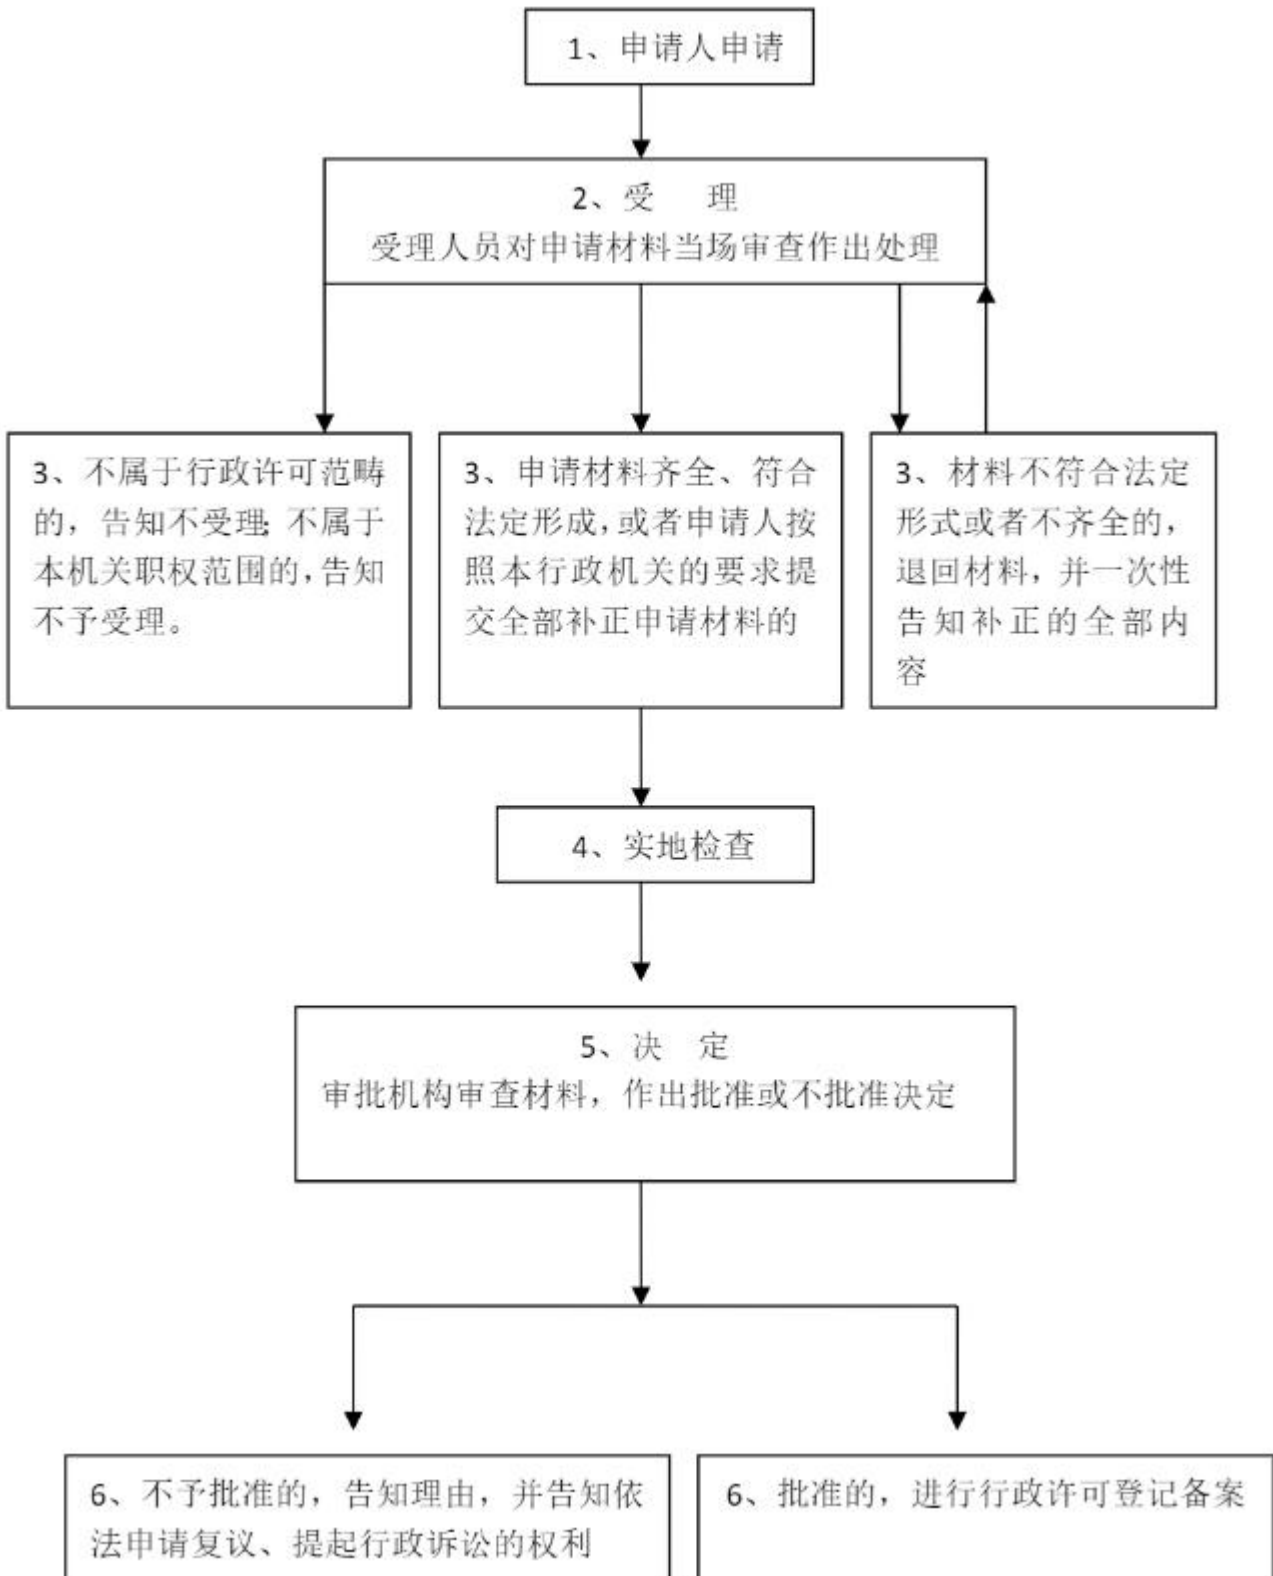 1、申请人申请
2、受 理
受理人员对申请材料当场审查作出处理
3、不属于行政许可范畴
的，告知不受理；不属于
本机关职权范围的，告知
不予受理。
3、申请材料齐全、符合
法定形成，或者申请人按
照本行政机关的要求提
交全部补正申请材料的
3、材料不符合法定
形式或者不齐全的，
退回材料，并一次性
告知补正的全部内
容
4、实地检查
5、决 定
审批机构审查材料，作出批准或不批准决定
6、不予批准的，告知理由，并告知依
法申请复议、提起行政诉讼的权利
6、批准的，进行行政许可登记备案